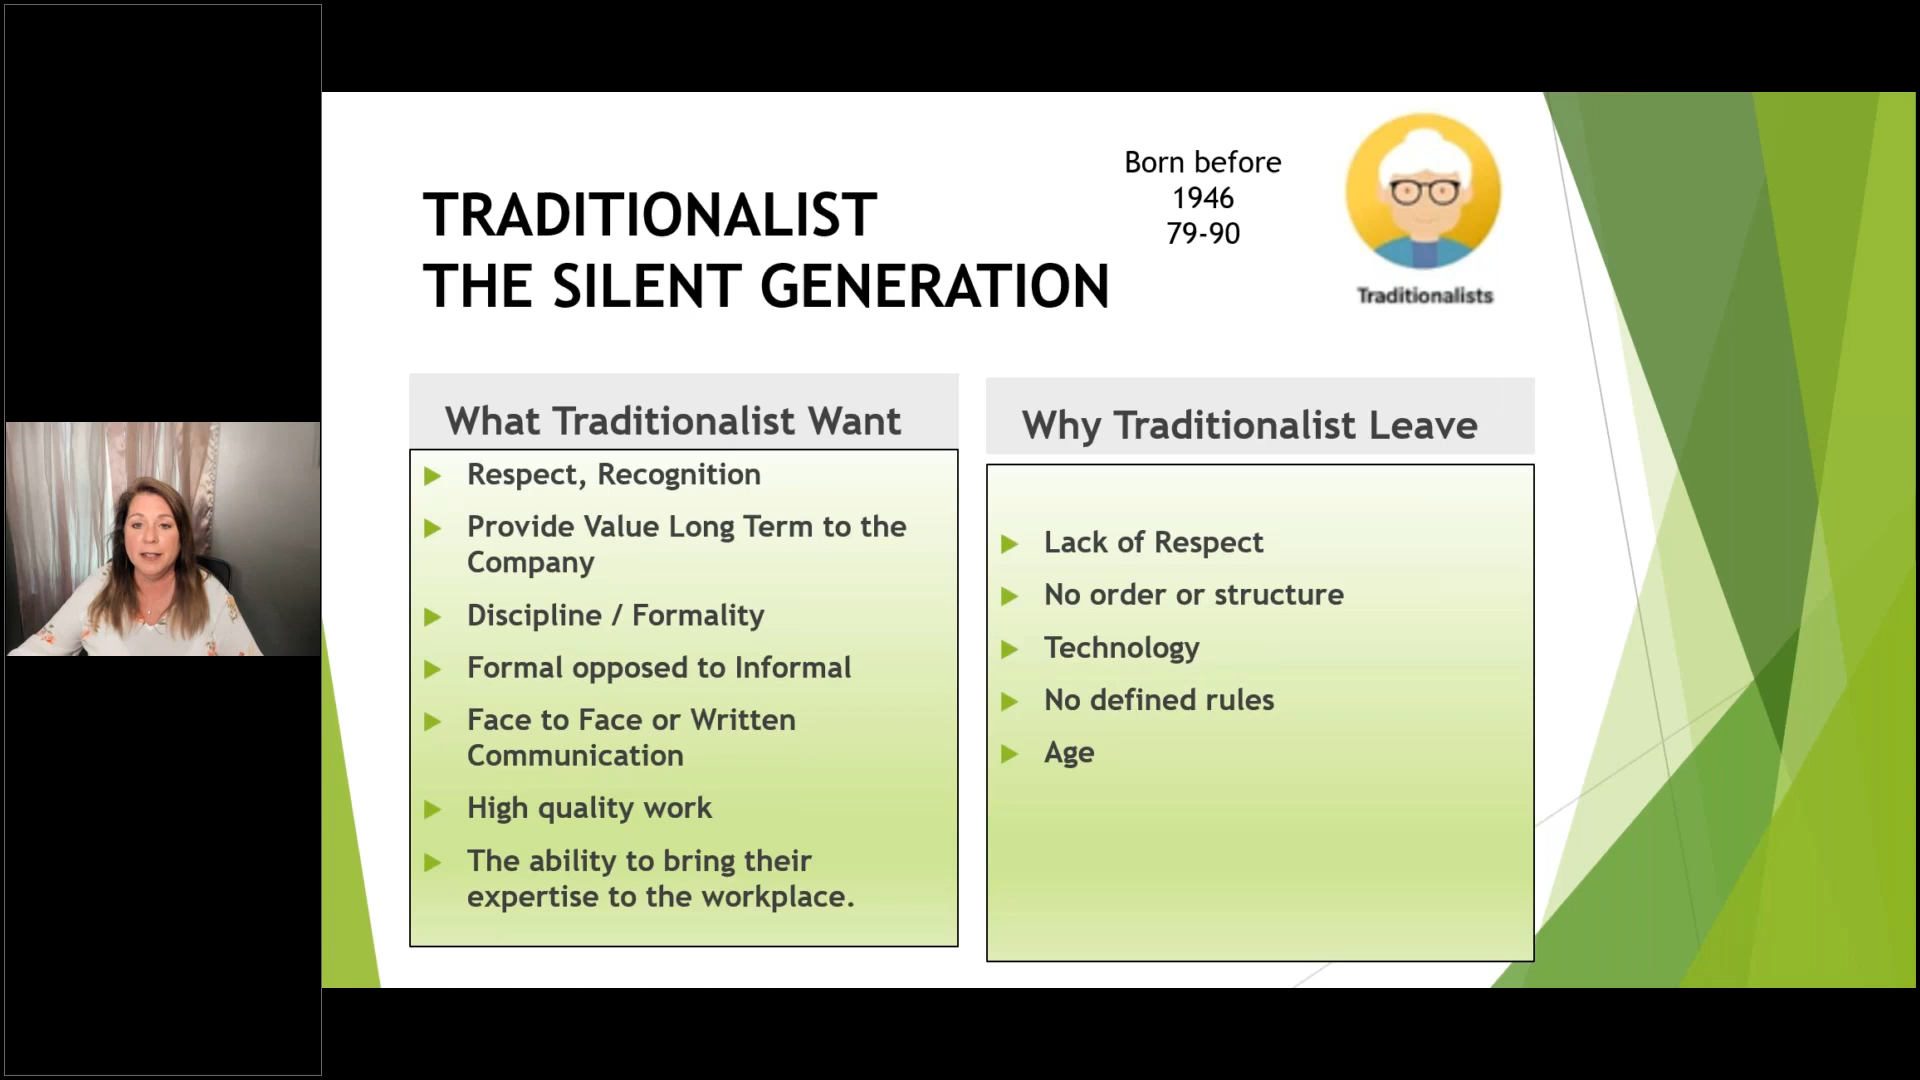 TRADITIONALIST
THE SILENT GENERATION
Born before
1946
79-90
Traditionalists
What Traditionalist Want
Respect, Recognition
Provide Value Long Term to the
Company
Discipline / Formality
Formal opposed to Informal
Face to Face or Written
Communication
High quality work
The ability to bring their
expertise to the workplace.
Why Traditionalist Leave
Lack of Respect
No order or structure
Technology
No defined rules
Age